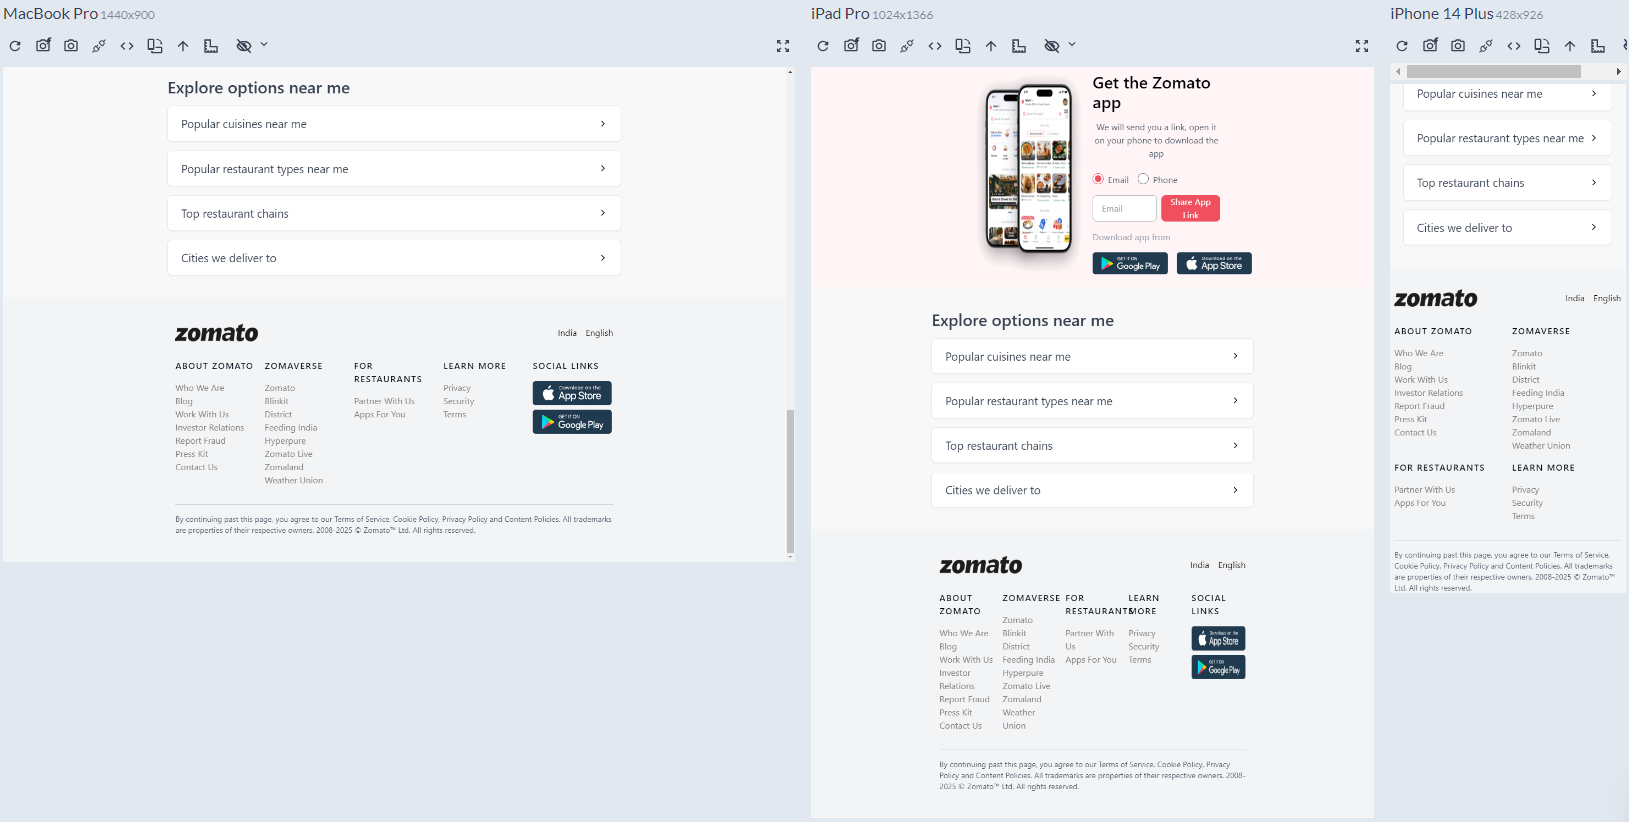 MacBook Pro 1440x900
Explore options near me
Popular cuisines near me
Popular restaurant types near me
Top restaurant chains
Cities we deliver to
zomato
India English
ABOUT ZOMATO
Who We Are
Blog
Work With Us
Investor Relations
Report Fraud
Press Kit
Contact Us
ZOMAVERSE
Zomato
Blinkit
District
Feeding India
Hyperpure
Zomato Live
Zomaland
Weather Union
FOR
RESTAURANTS
Partner With Us
Apps For You
LEARN MORE
Privacy
Security
Terms
SOCIAL LINKS
Download on the
App Store
GET IT ON
Google Play
By continuing past this page, you agree to our Terms of Service, Cookie Policy, Privacy Policy and Content Policies. All trademarks
are properties of their respective owners. 2008-2025 © Zomato™ Ltd. All rights reserved.
iPad Pro 1024x1366
Get the Zomato
app
We will send you a link, open it
on your phone to download the
app
Email Phone
Email
Share App
Link
Download app from
GET IT ON
Google Play
Download on the
App Store
Explore options near me
Popular cuisines near me
Popular restaurant types near me
Top restaurant chains
Cities we deliver to
zomato
India English
ABOUT
ZOMATO
Who We Are
Blog
Work With Us
Investor
Relations
Report Fraud
Press Kit
Contact Us
ZOMAVERSE
Zomato
Blinkit
District
Feeding India
Hyperpure
Zomato Live
Zomaland
Weather
Union
FOR
RESTAURANTS
Partner With
Us
Apps For You
LEARN
MORE
Privacy
Security
Terms
SOCIAL
LINKS
Download on the
App Store
GET IT ON
Google Play
By continuing past this page, you agree to our Terms of Service, Cookie Policy, Privacy
Policy and Content Policies. All trademarks are properties of their respective owners. 2008-
2025 © Zomato™ Ltd. All rights reserved.
iPhone 14 Plus 428x926
Popular cuisines near me
Popular restaurant types near me
Top restaurant chains
Cities we deliver to
zomato
India English
ABOUT ZOMATO
Who We Are
Blog
Work With Us
Investor Relations
Report Fraud
Press Kit
Contact Us
ZOMAVERSE
Zomato
Blinkit
District
Feeding India
Hyperpure
Zomato Live
Zomaland
Weather Union
FOR RESTAURANTS
Partner With Us
Apps For You
LEARN MORE
Privacy
Security
Terms
By continuing past this page, you agree to our Terms of Service,
Cookie Policy, Privacy Policy and Content Policies. All trademarks
are properties of their respective owners. 2008-2025 © Zomato™
Ltd. All rights reserved.